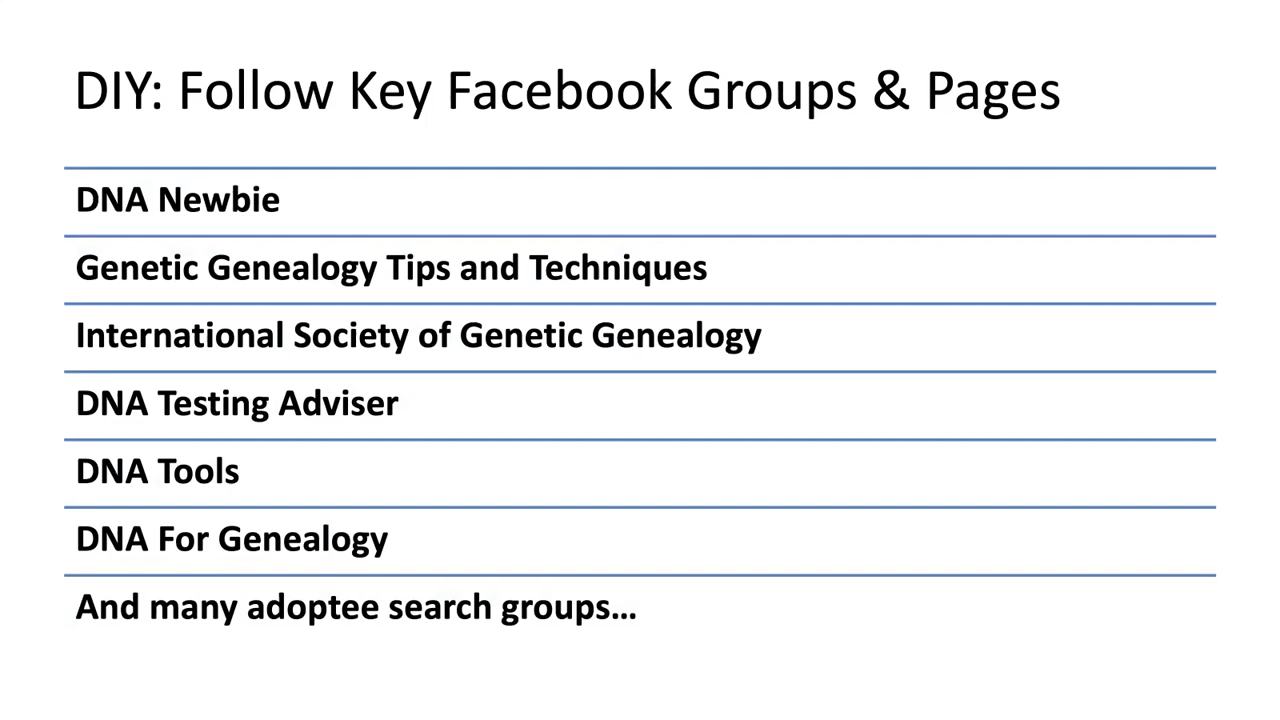 DIY: Follow Key Facebook Groups & Pages
DNA Newbie
Genetic Genealogy Tips and Techniques
International Society of Genetic Genealogy
DNA Testing Adviser
DNA Tools
DNA For Genealogy
And many adoptee search groups…